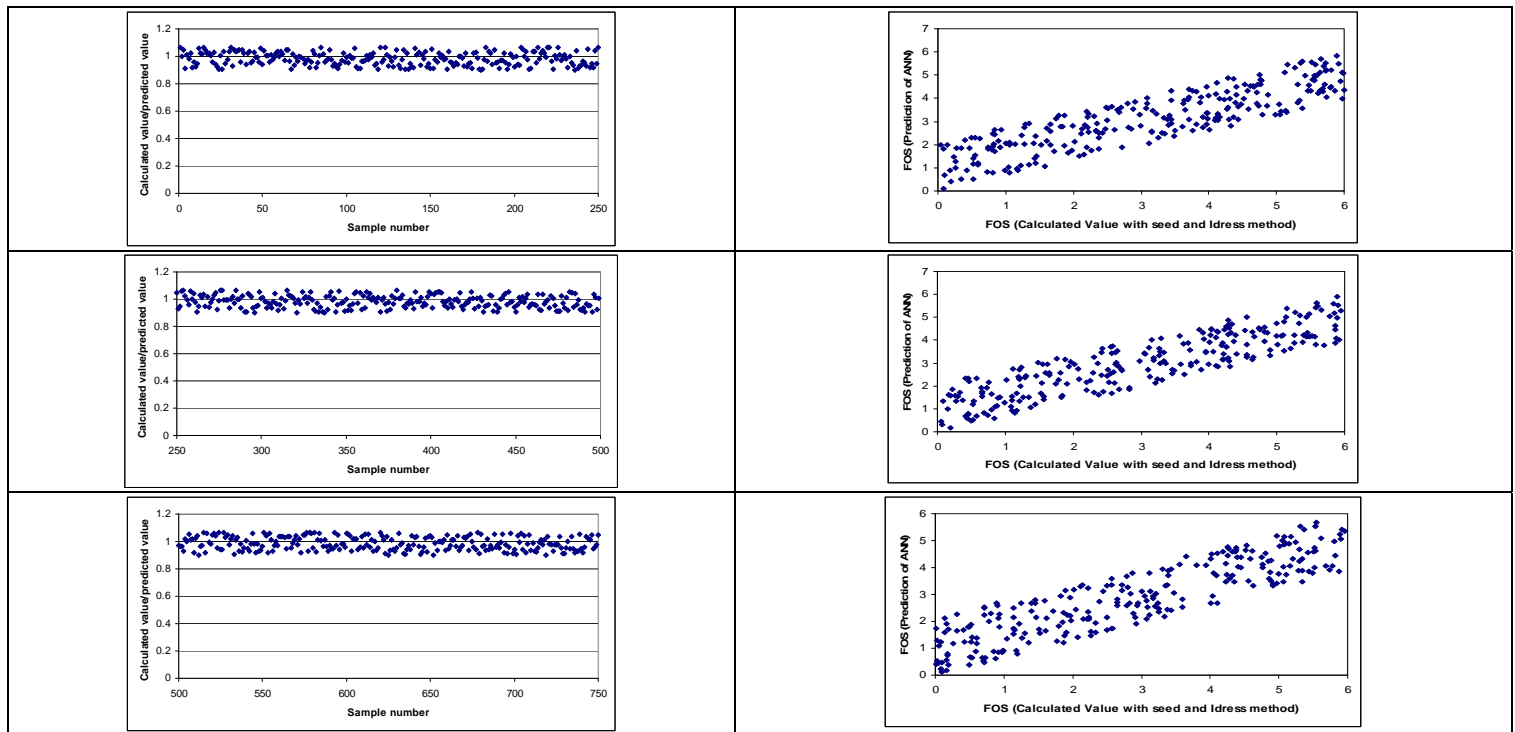 Calculated value/predicted value
1.2
1
0.8
0.6
0.4
0.2
0
0 50 100 150 200 250
Sample number
FOS (Prediction of ANN)
7
6
5
4
3
2
1
0
0 1 2 3 4 5 6
FOS (Calculated Value with seed and Idress method)
Calculated value/predicted value
1.2
1
0.8
0.6
0.4
0.2
0
250 300 350 400 450 500
Sample number
FOS (Prediction of ANN)
7
6
5
4
3
2
1
0
0 1 2 3 4 5 6
FOS (Calculated Value with seed and Idress method)
Calculated value/predicted value
1.2
1
0.8
0.6
0.4
0.2
0
500 550 600 650 700 750
Sample number
FOS (Prediction of ANN)
6
5
4
3
2
1
0
0 1 2 3 4 5 6
FOS (Calculated Value with seed and Idress method)